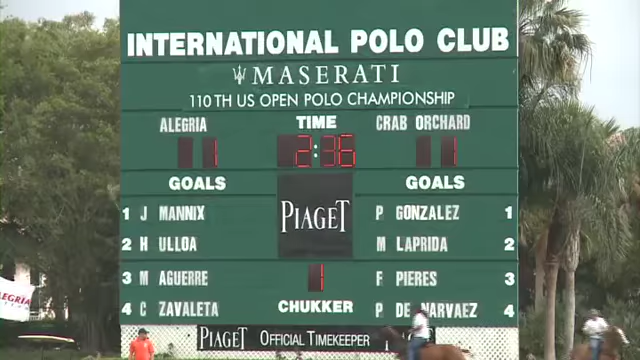 INTERNATIONAL POLO CLUB
MASERATI
110TH US OPEN POLO CHAMPIONSHIP
ALEGRIA TIME CRAB ORCHARD
1 2:36 1
GOALS GOALS
PIAGET
1 J MANNIX P GONZALEZ 1
2 H ULLOA M LAPRIDA 2
3 M AGUERRE 1 F PIERES 3
4 C ZAVALETA CHUKKER P DE NARVAEZ 4
PIAGET OFFICIAL TIMEKEEPER
ALEGRIA